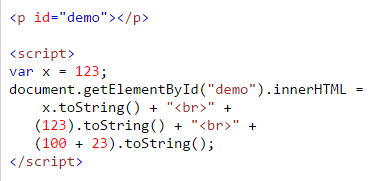 <p id="demo"></p>
<script>
var x = 123;
document.getElementById("demo").innerHTML =
x.toString() + "<br>" +
(123).toString() + "<br>" +
(100 + 23).toString();
</script>